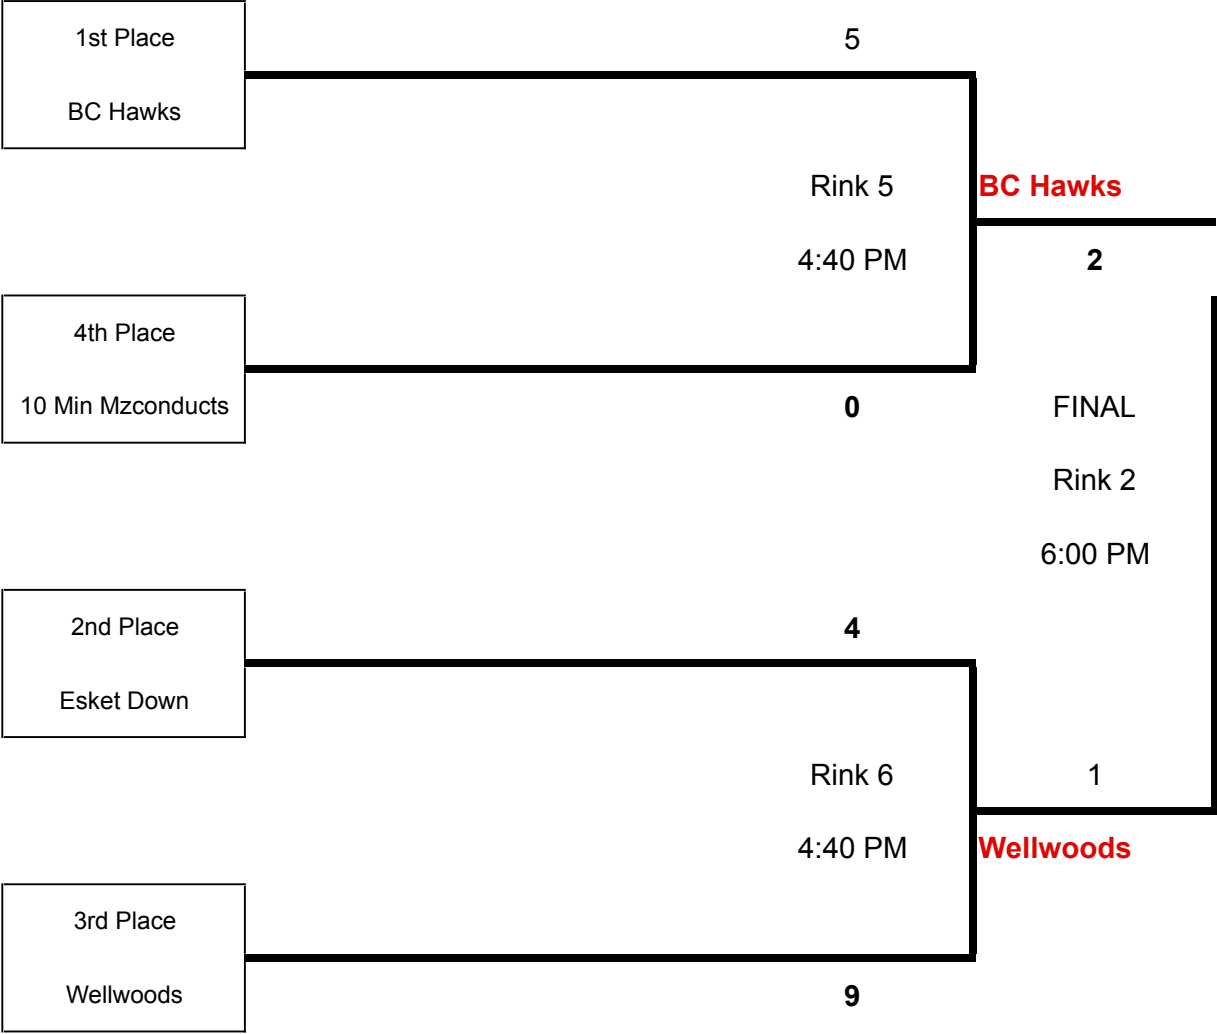 1st Place
5
BC Hawks
Rink 5
BC Hawks
4:40 PM
2
4th Place
10 Min Mzconducts
0
FINAL
Rink 2
6:00 PM
2nd Place
4
Esket Down
Rink 6
1
4:40 PM
Wellwoods
3rd Place
Wellwoods
9